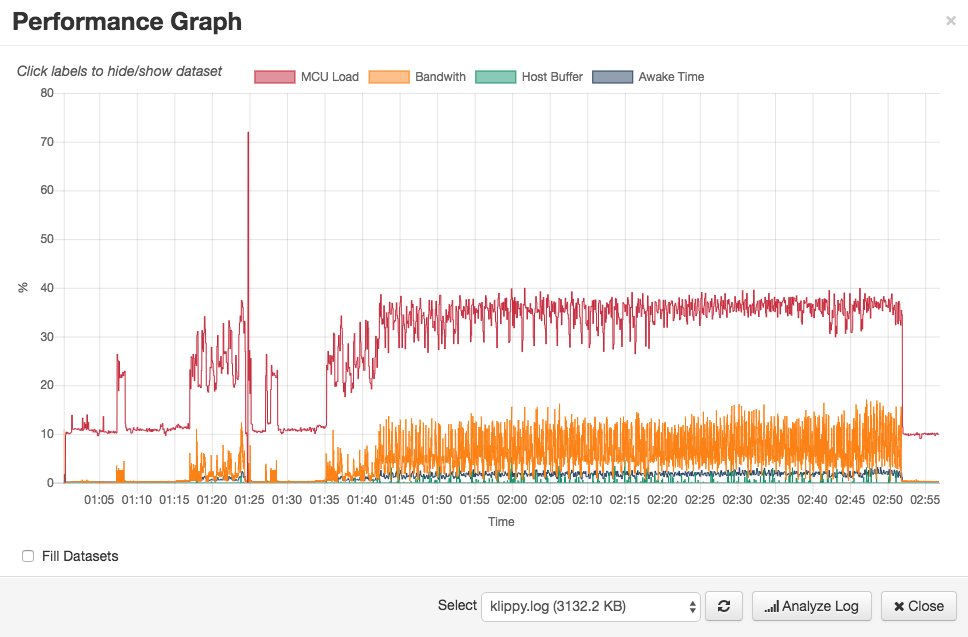 Performance Graph ×
Click labels to hide/show dataset
MCU Load Bandwith Host Buffer Awake Time
80
70
60
50
40
30
20
10
0
%
01:05 01:10 01:15 01:20 01:25 01:30 01:35 01:40 01:45 01:50 01:55 02:00 02:05 02:10 02:15 02:20 02:25 02:30 02:35 02:40 02:45 02:50 02:55
Time
Fill Datasets
Select klippy.log (3132.2 KB) Analyze Log Close